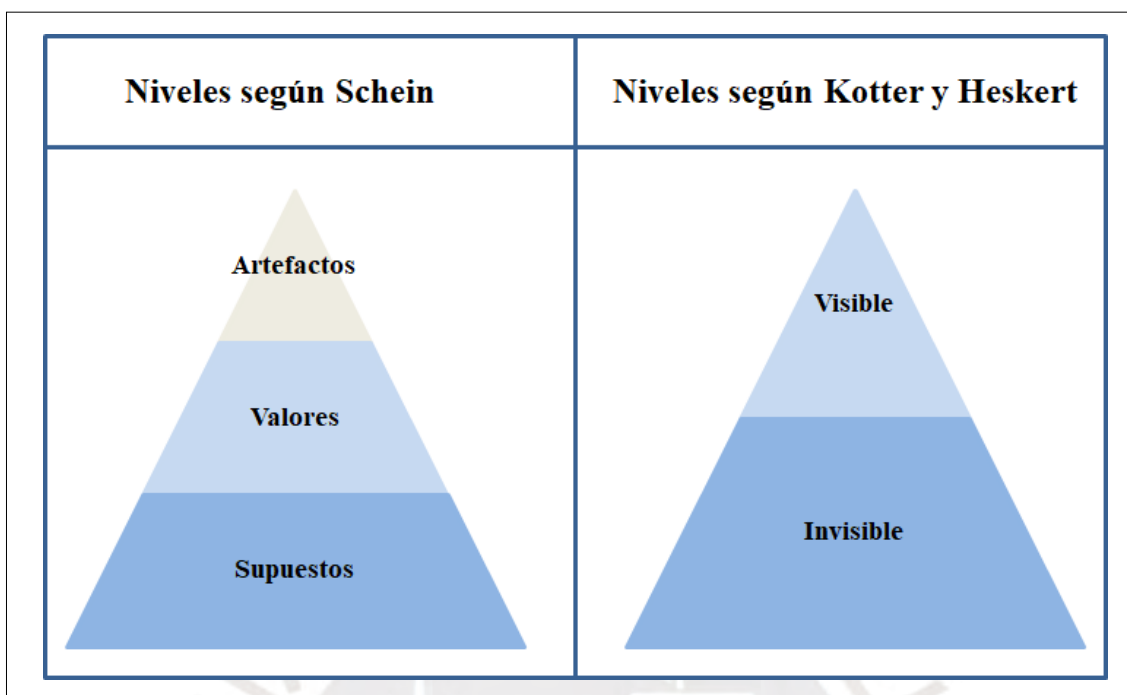 Niveles según Schein
Niveles según Kotter y Heskert
Artefactos
Valores
Supuestos
Visible
Invisible